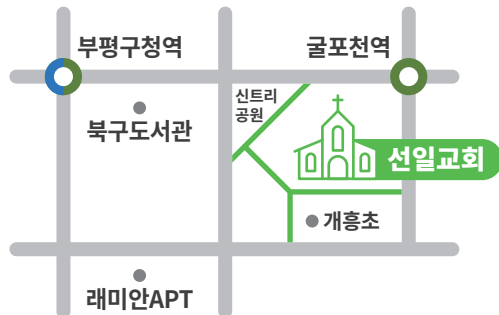 부평구청역
굴포천역
신트리
공원
북구도서관
선일교회
개흥초
래미안APT